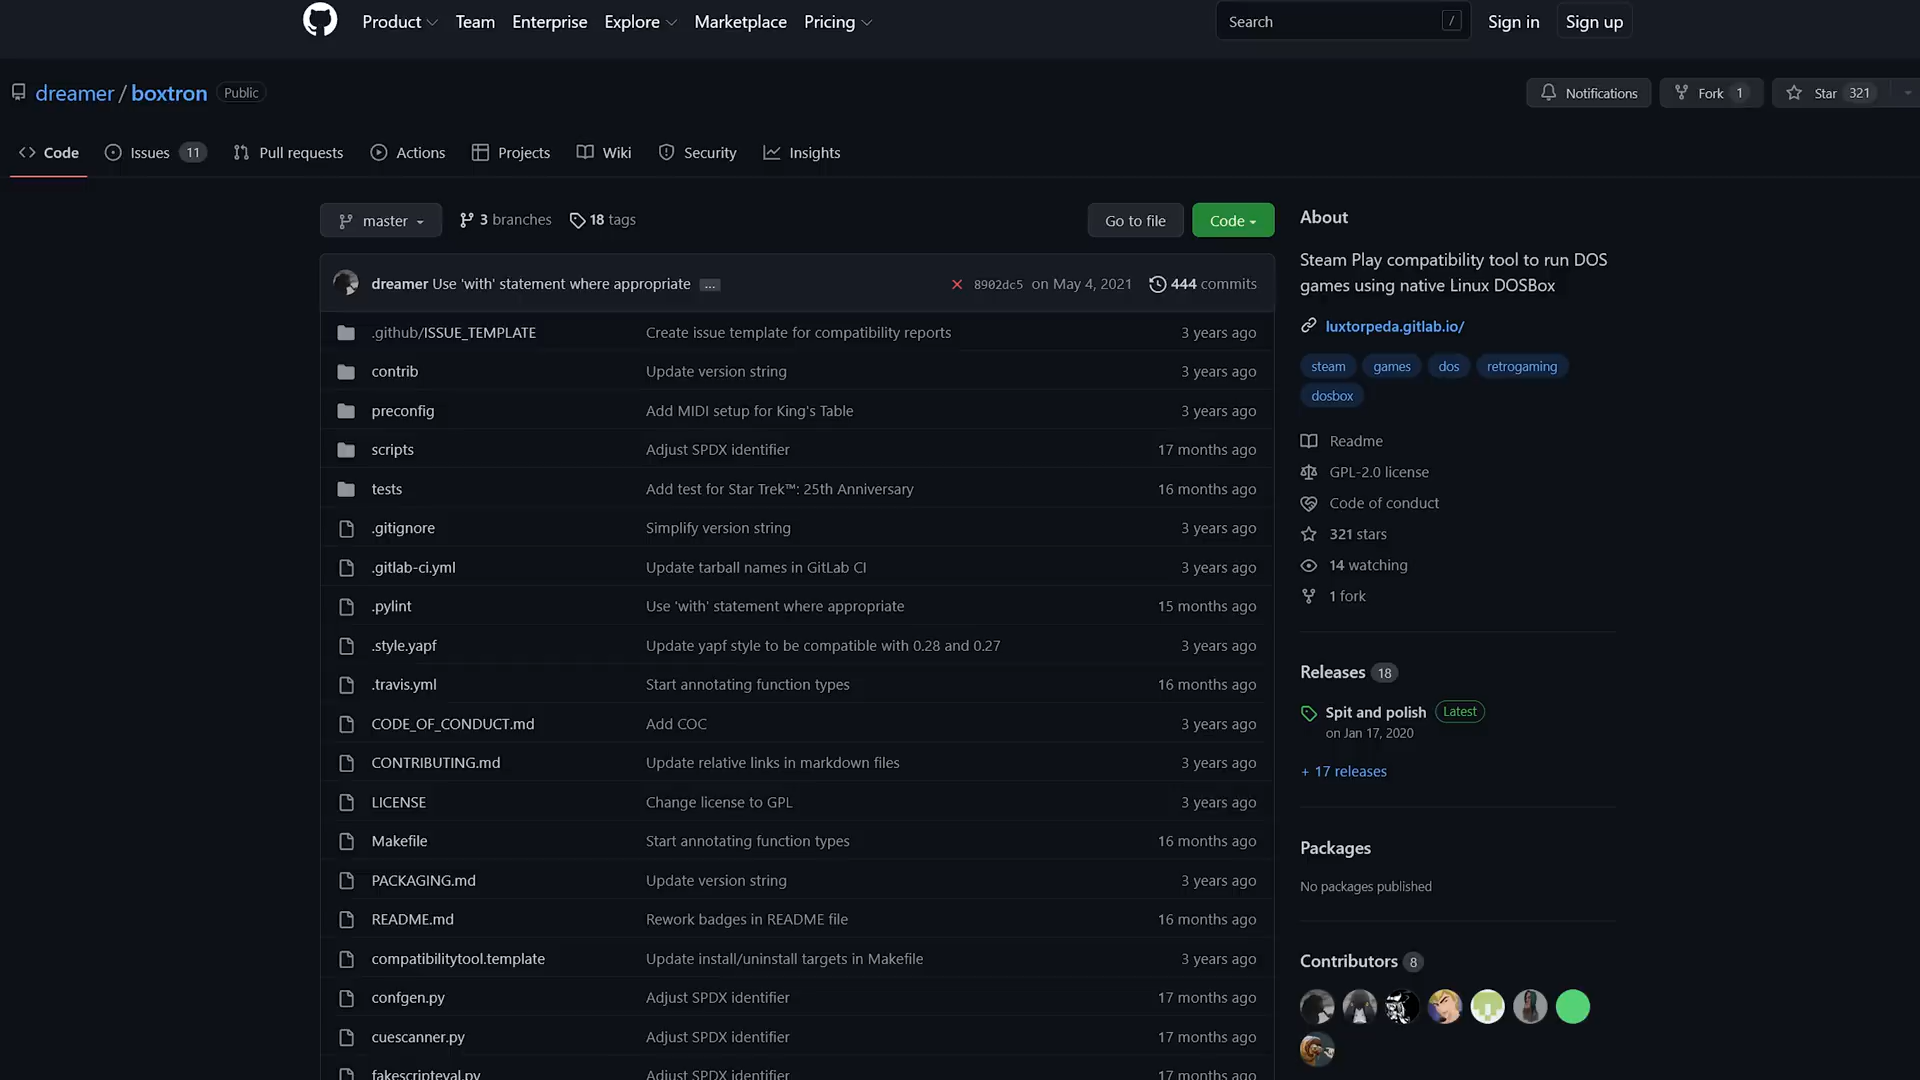 Product Team Enterprise Explore Marketplace Pricing Search / Sign in Sign up
dreamer / boxtron Public Notifications Fork 1 Star 321
Code Issues 11 Pull requests Actions Projects Wiki Security Insights
master 3 branches 18 tags Go to file Code
dreamer Use 'with' statement where appropriate ... 8902dc5 on May 4, 2021 444 commits
.github/ISSUE_TEMPLATE Create issue template for compatibility reports 3 years ago
contrib Update version string 3 years ago
preconfig Add MIDI setup for King's Table 3 years ago
scripts Adjust SPDX identifier 17 months ago
tests Add test for Star Trek™: 25th Anniversary 16 months ago
.gitignore Simplify version string 3 years ago
.gitlab-ci.yml Update tarball names in GitLab CI 3 years ago
.pylint Use 'with' statement where appropriate 15 months ago
.style.yapf Update yapf style to be compatible with 0.28 and 0.27 3 years ago
.travis.yml Start annotating function types 16 months ago
CODE_OF_CONDUCT.md Add COC 3 years ago
CONTRIBUTING.md Update relative links in markdown files 3 years ago
LICENSE Change license to GPL 3 years ago
Makefile Start annotating function types 16 months ago
PACKAGING.md Update version string 3 years ago
README.md Rework badges in README file 16 months ago
compatibilitytool.template Update install/uninstall targets in Makefile 3 years ago
confgen.py Adjust SPDX identifier 17 months ago
cuescanner.py Adjust SPDX identifier 17 months ago
fakescripteval.py Adjust SPDX identifier 17 months ago
About
Steam Play compatibility tool to run DOS
games using native Linux DOSBox
luxtorpeda.gitlab.io/
steam games dos retrogaming
dosbox
Readme
GPL-2.0 license
Code of conduct
321 stars
14 watching
1 fork
Releases 18
Spit and polish Latest
on Jan 17, 2020
+ 17 releases
Packages
No packages published
Contributors 8